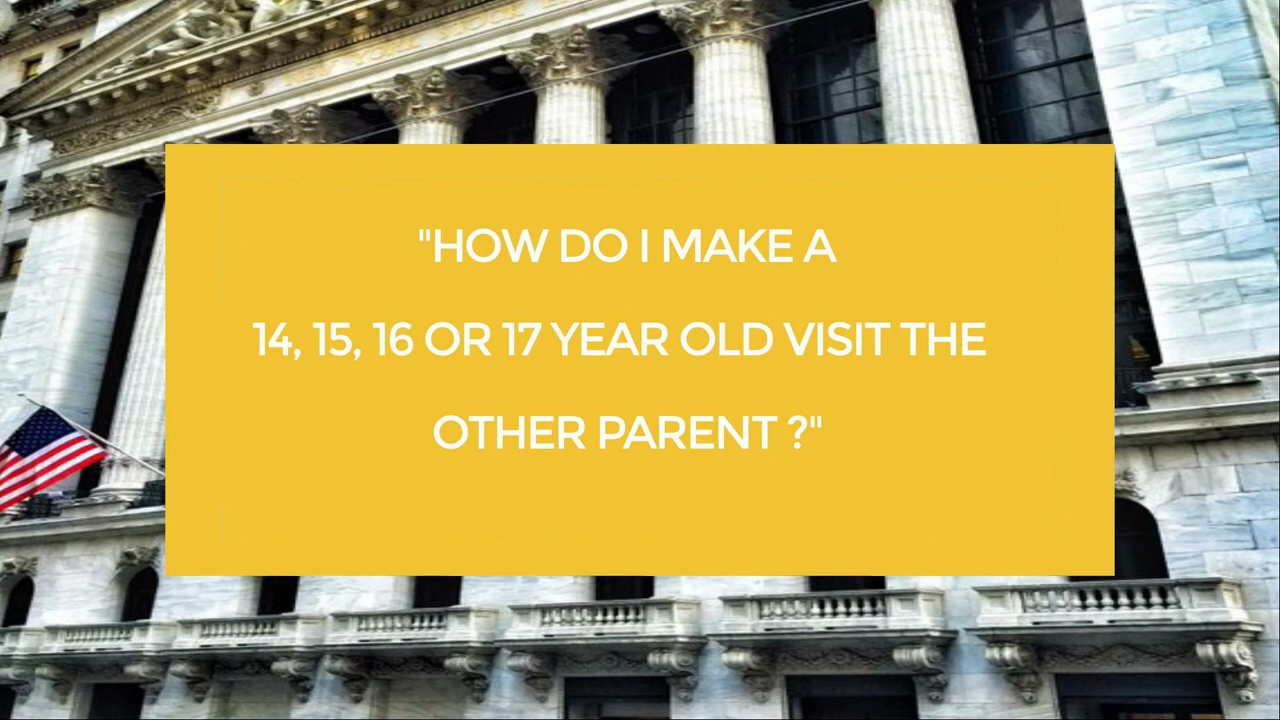 "HOW DO I MAKE A
14, 15, 16 OR 17 YEAR OLD VISIT THE
OTHER PARENT ?"